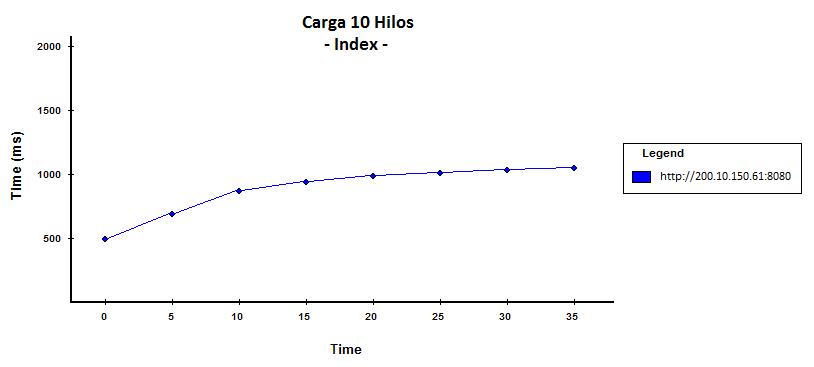 Carga 10 Hilos
- Index -
2000
1500
1000
500
Time (ms)
0 5 10 15 20 25 30 35
Time
Legend
http://200.10.150.61:8080